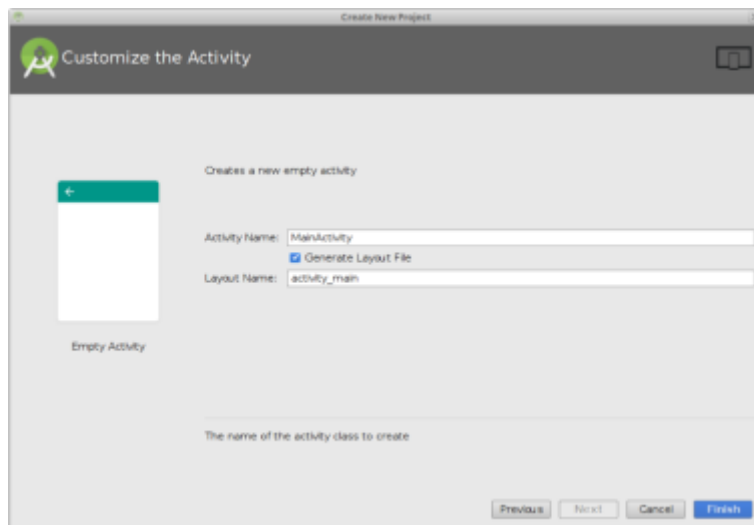 Create New Project
Customize the Activity
Creates a new empty activity
Activity Name: MainActivity
Generate Layout File
Layout Name: activity_main
Empty Activity
The name of the activity class to create
Previous Next Cancel Finish